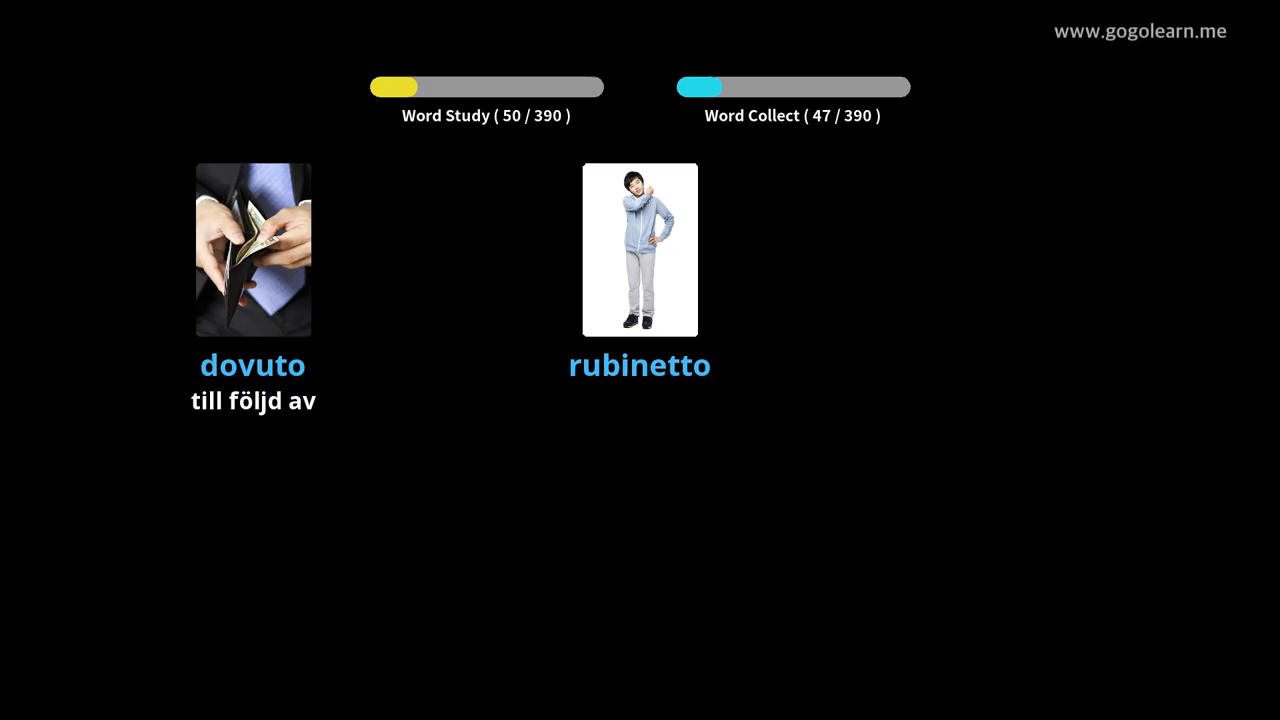 www.gogolearn.me
Word Study ( 50 / 390 )
Word Collect ( 47 / 390 )
dovuto
till följd av
rubinetto